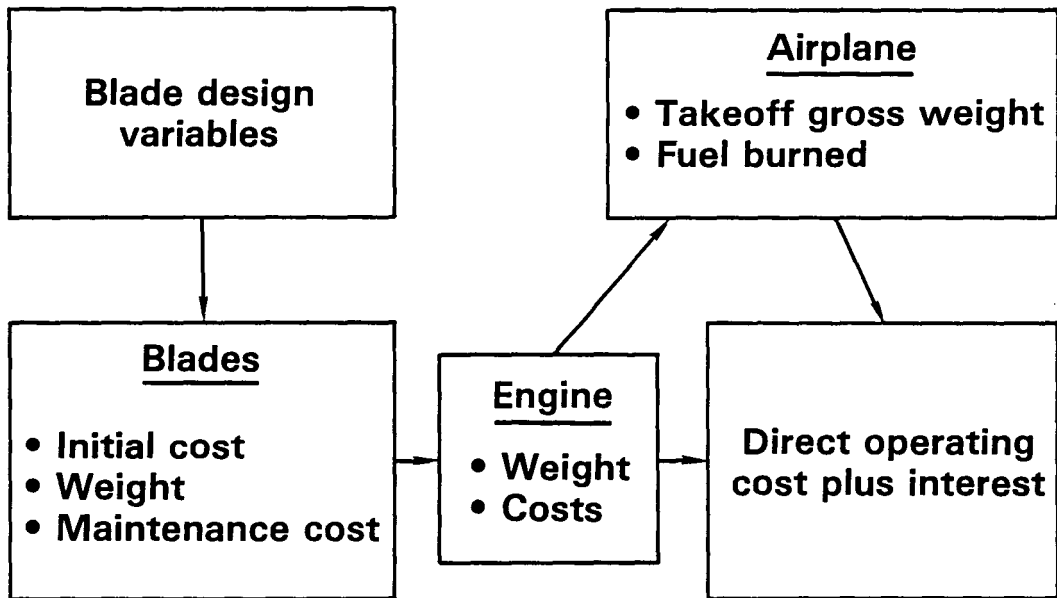 Blade design
variables
Airplane
• Takeoff gross weight
• Fuel burned
Blades
• Initial cost
• Weight
• Maintenance cost
Engine
• Weight
• Costs
Direct operating
cost plus interest